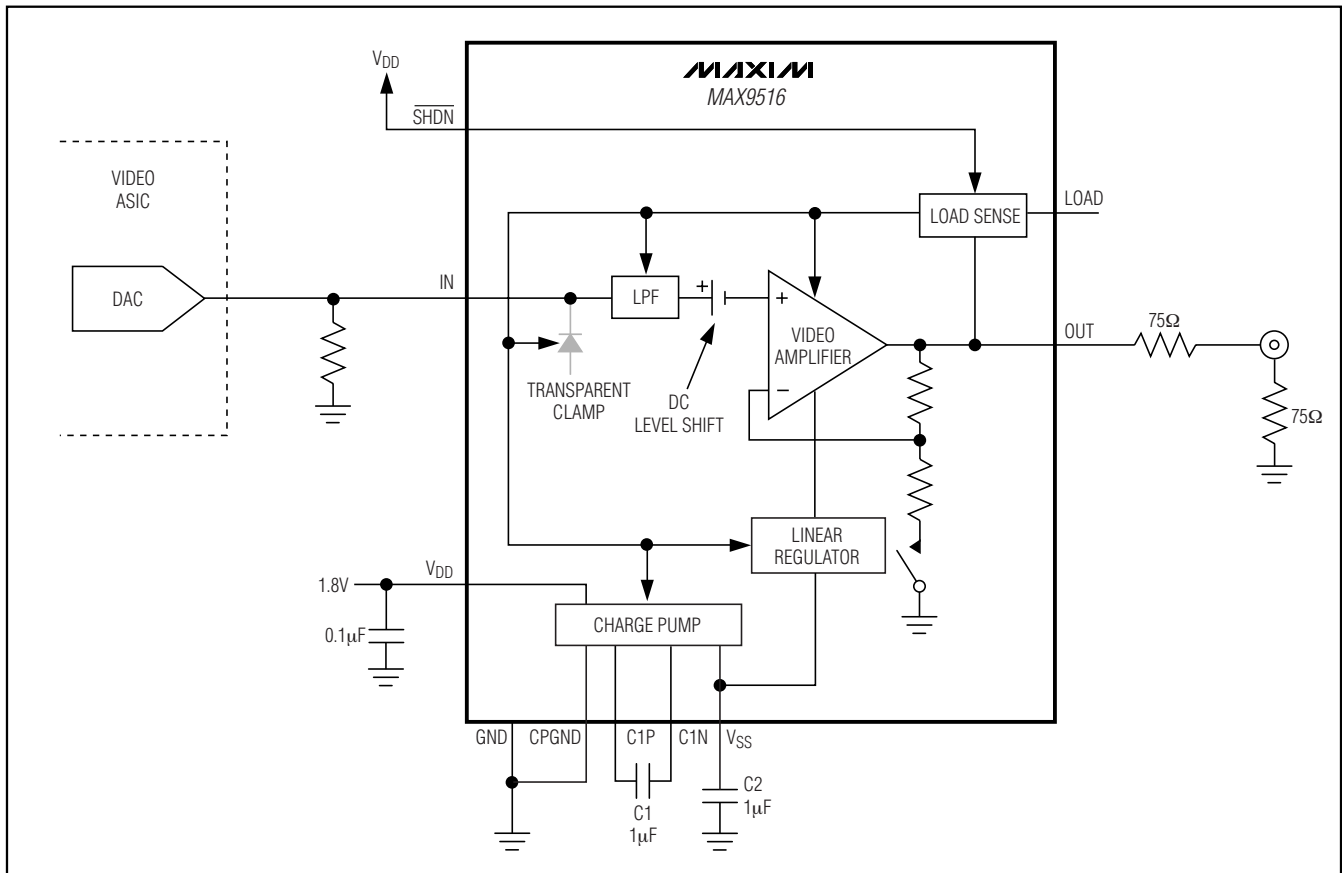 VDD
MAXIM
MAX9516
SHDN
VIDEO
ASIC
LOAD SENSE
LOAD
DAC
IN
LPF
+
+
−
VIDEO
AMPLIFIER
OUT
75Ω
75Ω
TRANSPARENT
CLAMP
DC
LEVEL SHIFT
LINEAR
REGULATOR
1.8V
VDD
0.1µF
CHARGE PUMP
GND
CPGND
C1P
C1N
VSS
C1
1µF
C2
1µF